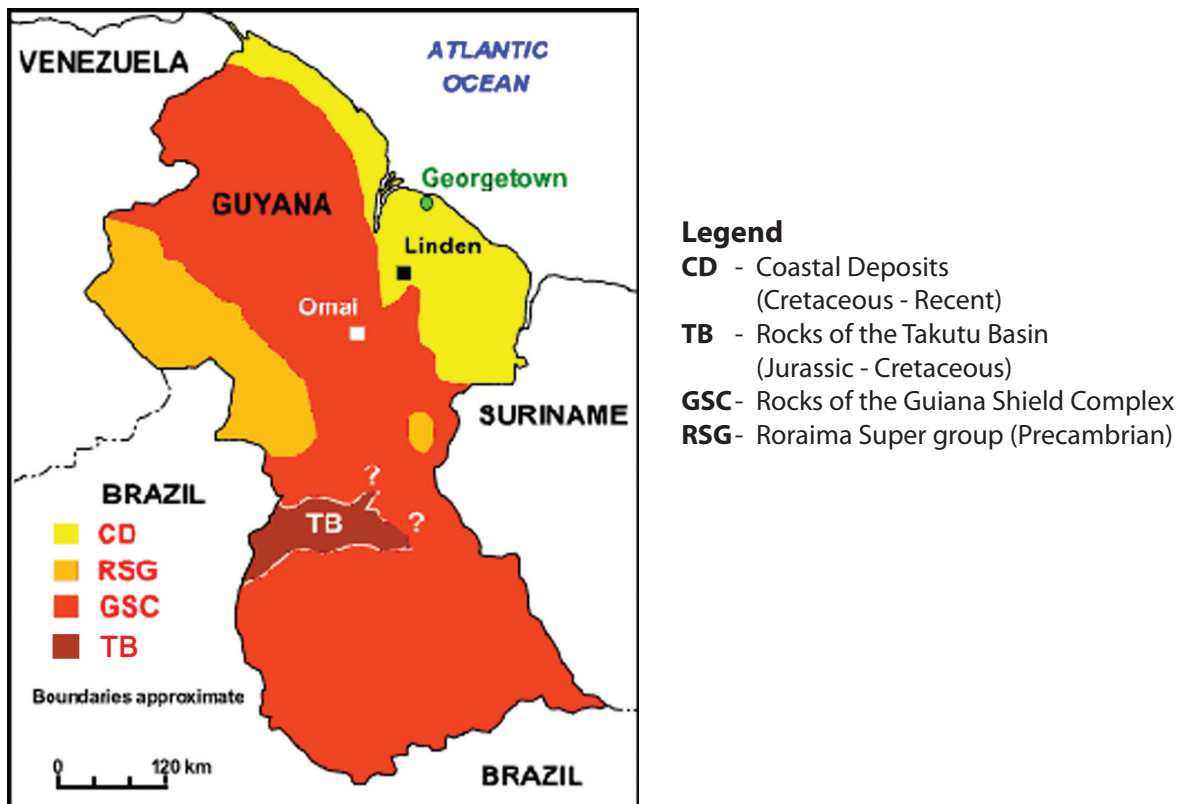 VENEZUELA
ATLANTIC
OCEAN
Georgetown
GUYANA
Linden
Omai
SURINAME
?
BRAZIL
TB
?
CD
RSG
GSC
TB
Boundaries approximate
0 120 km
BRAZIL
Legend
CD - Coastal Deposits
(Cretaceous - Recent)
TB - Rocks of the Takutu Basin
(Jurassic - Cretaceous)
GSC - Rocks of the Guiana Shield Complex
RSG - Roraima Super group (Precambrian)